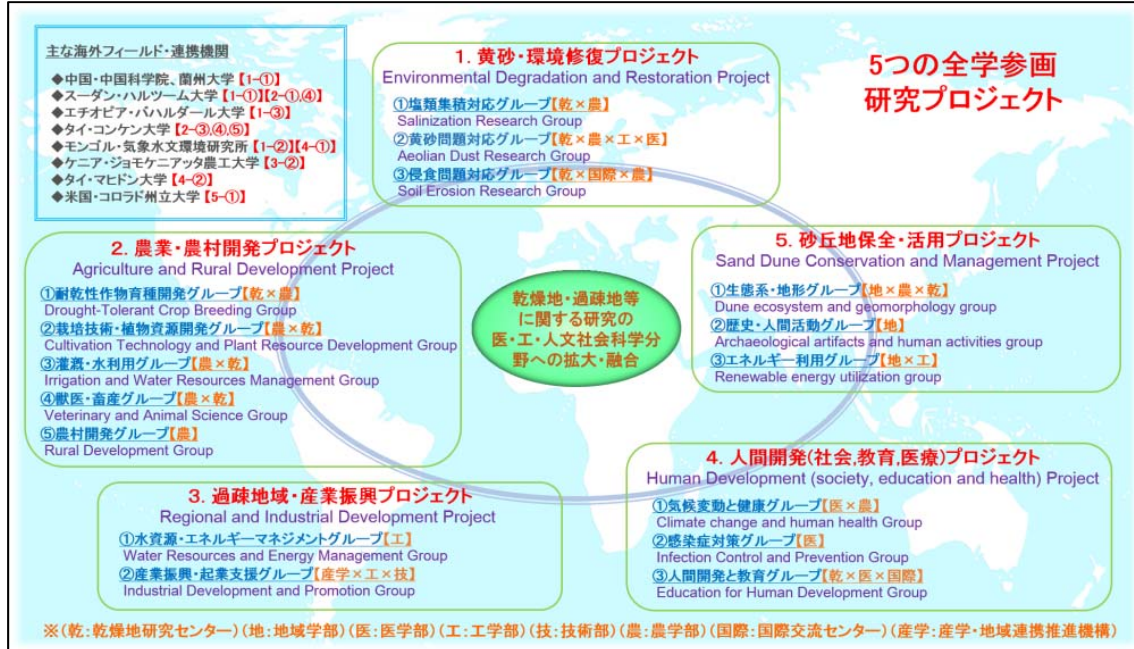 主な海外フィールド・連携機関
◆中国・中国科学院、蘭州大学【1-①】
◆スーダン・ハルツーム大学【1-①】【2-①,④】
◆エチオピア・バハルダール大学【1-③】
◆タイ・コンケン大学【2-③,④,⑤】
◆モンゴル・気象水文環境研究所【1-②】【4-①】
◆ケニア・ジョモケニアッタ農工大学【3-②】
◆タイ・マヒドン大学【4-②】
◆米国・コロラド州立大学【5-①】
1. 黄砂・環境修復プロジェクト
Environmental Degradation and Restoration Project
①塩類集積対応グループ【乾×農】
Salinization Research Group
②黄砂問題対応グループ【乾×農×工×医】
Aeolian Dust Research Group
③侵食問題対応グループ【乾×国際×農】
Soil Erosion Research Group
5つの全学参画
研究プロジェクト
2. 農業・農村開発プロジェクト
Agriculture and Rural Development Project
①耐乾性作物育種開発グループ【乾×農】
Drought-Tolerant Crop Breeding Group
②栽培技術・植物資源開発グループ【農×乾】
Cultivation Technology and Plant Resource Development Group
③灌漑・水利用グループ【農×乾】
Irrigation and Water Resources Management Group
④獣医・畜産グループ【農×乾】
Veterinary and Animal Science Group
⑤農村開発グループ【農】
Rural Development Group
乾燥地・過疎地等
に関する研究の
医・工・人文社会科学分
野への拡大・融合
5. 砂丘地保全・活用プロジェクト
Sand Dune Conservation and Management Project
①生態系・地形グループ【地×農×乾】
Dune ecosystem and geomorphology group
②歴史・人間活動グループ【地】
Archaeological artifacts and human activities group
③エネルギー利用グループ【地×工】
Renewable energy utilization group
3. 過疎地域・産業振興プロジェクト
Regional and Industrial Development Project
①水資源・エネルギーマネジメントグループ【工】
Water Resources and Energy Management Group
②産業振興・起業支援グループ【産学×工×技】
Industrial Development and Promotion Group
4. 人間開発(社会,教育,医療)プロジェクト
Human Development (society, education and health) Project
①気候変動と健康グループ【医×農】
Climate change and human health Group
②感染症対策グループ【医】
Infection Control and Prevention Group
③人間開発と教育グループ【乾×医×国際】
Education for Human Development Group
※(乾:乾燥地研究センター)(地:地域学部)(医:医学部)(工:工学部)(技:技術部)(農:農学部)(国際:国際交流センター)(産学:産学・地域連携推進機構)